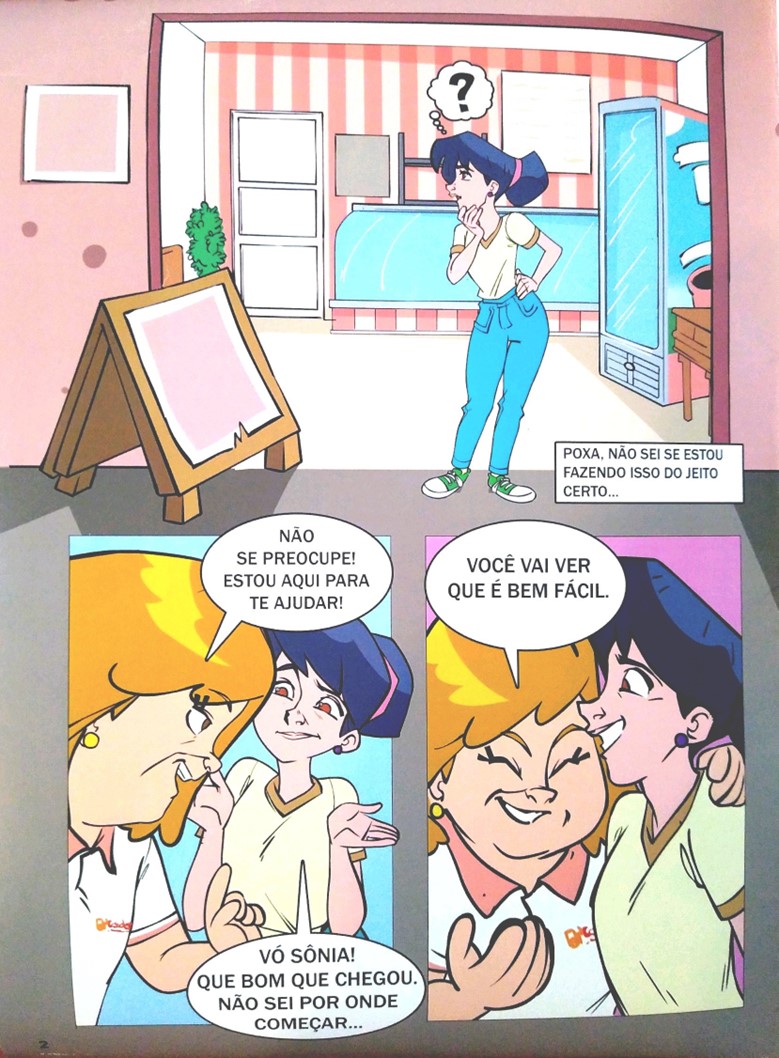 ?
POXA, NÃO SEI SE ESTOU
FAZENDO ISSO DO JEITO
CERTO...
NÃO
SE PREOCUPE!
ESTOU AQUI PARA
TE AJUDAR!
VÓ SÔNIA!
QUE BOM QUE CHEGOU.
NÃO SEI POR ONDE
COMEÇAR...
VOCÊ VAI VER
QUE É BEM FÁCIL.
2